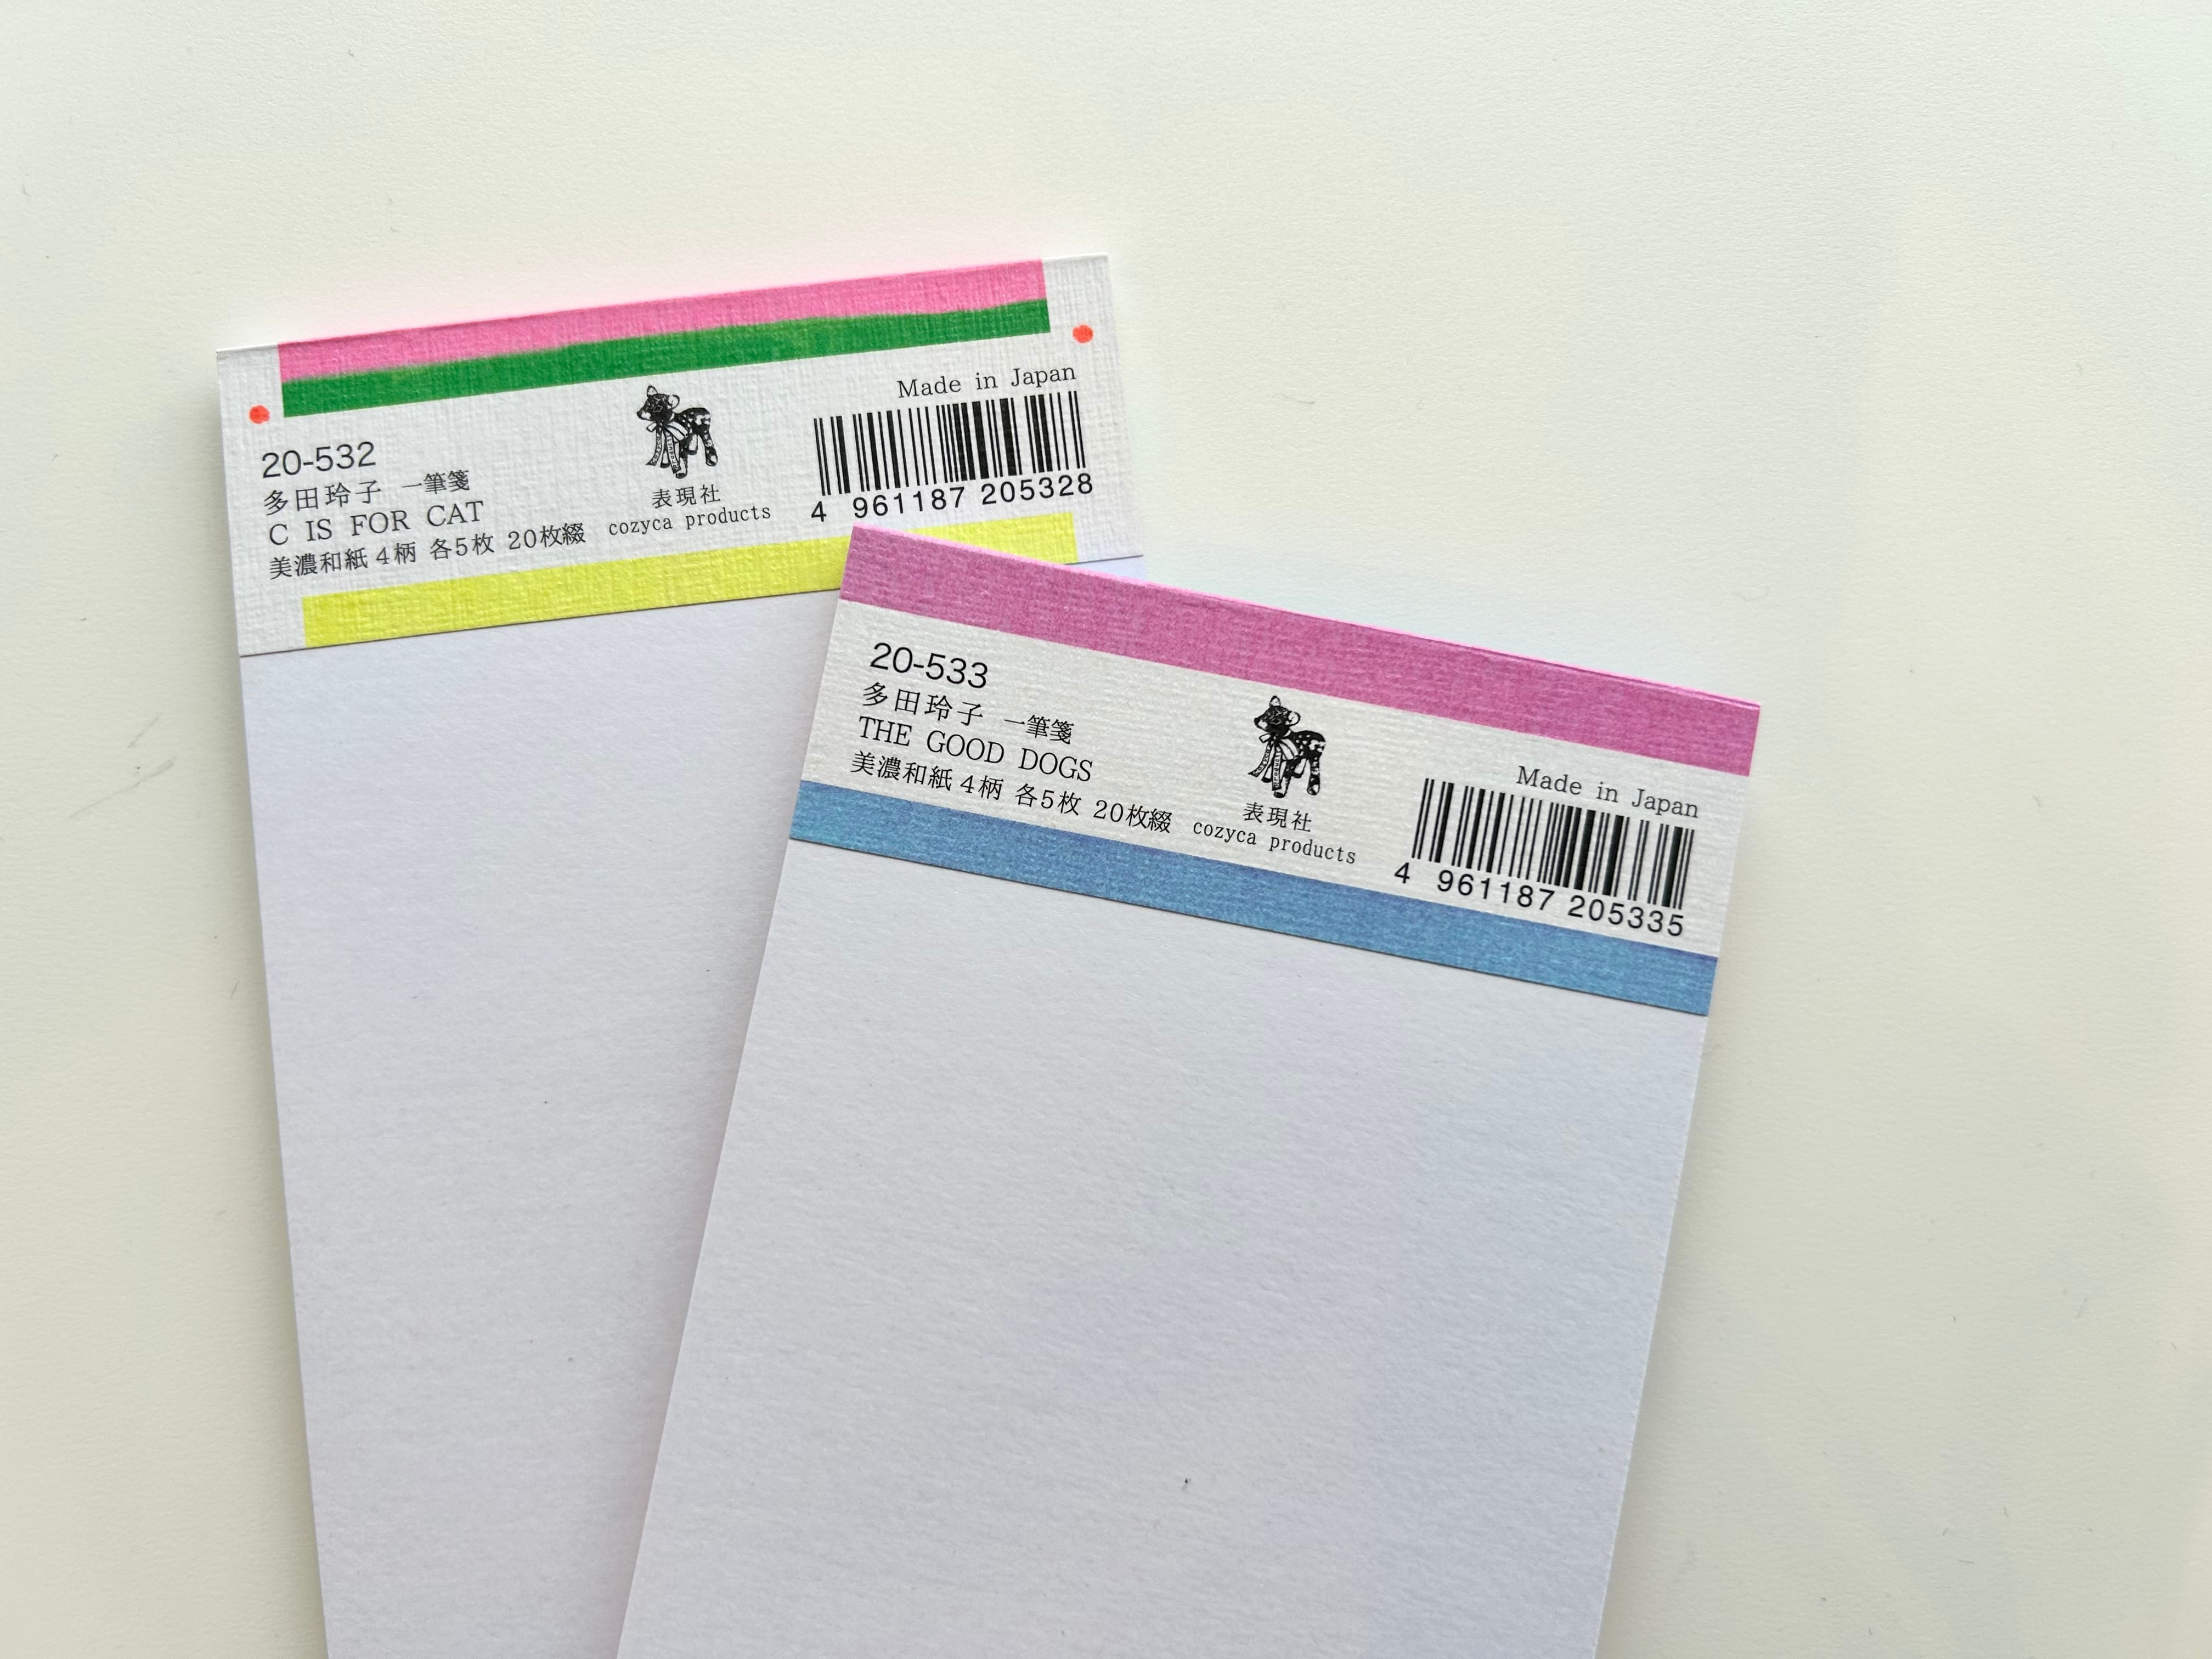 20-532
多田玲子 一筆箋
C IS FOR CAT
美濃和紙4柄 各5枚 20枚綴
表現社
cozyca products
Made in Japan
4 961187 205328
20-533
多田玲子 一筆箋
THE GOOD DOGS
美濃和紙4柄 各5枚 20枚綴
表現社
cozyca products
Made in Japan
4 961187 205335